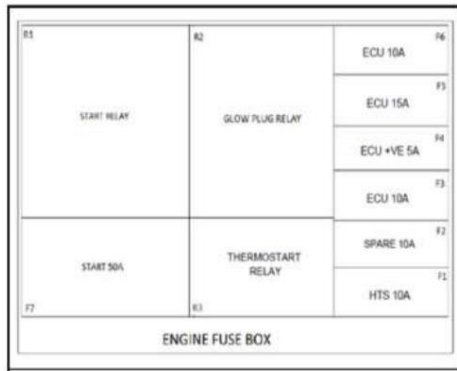 R1
R2
F6
ECU 10A
F5
ECU 15A
START RELAY
GLOW PLUG RELAY
F4
ECU +VE 5A
F3
ECU 10A
F2
SPARE 10A
START 50A
THERMOSTART
RELAY
F1
HTS 10A
F7
R3
ENGINE FUSE BOX